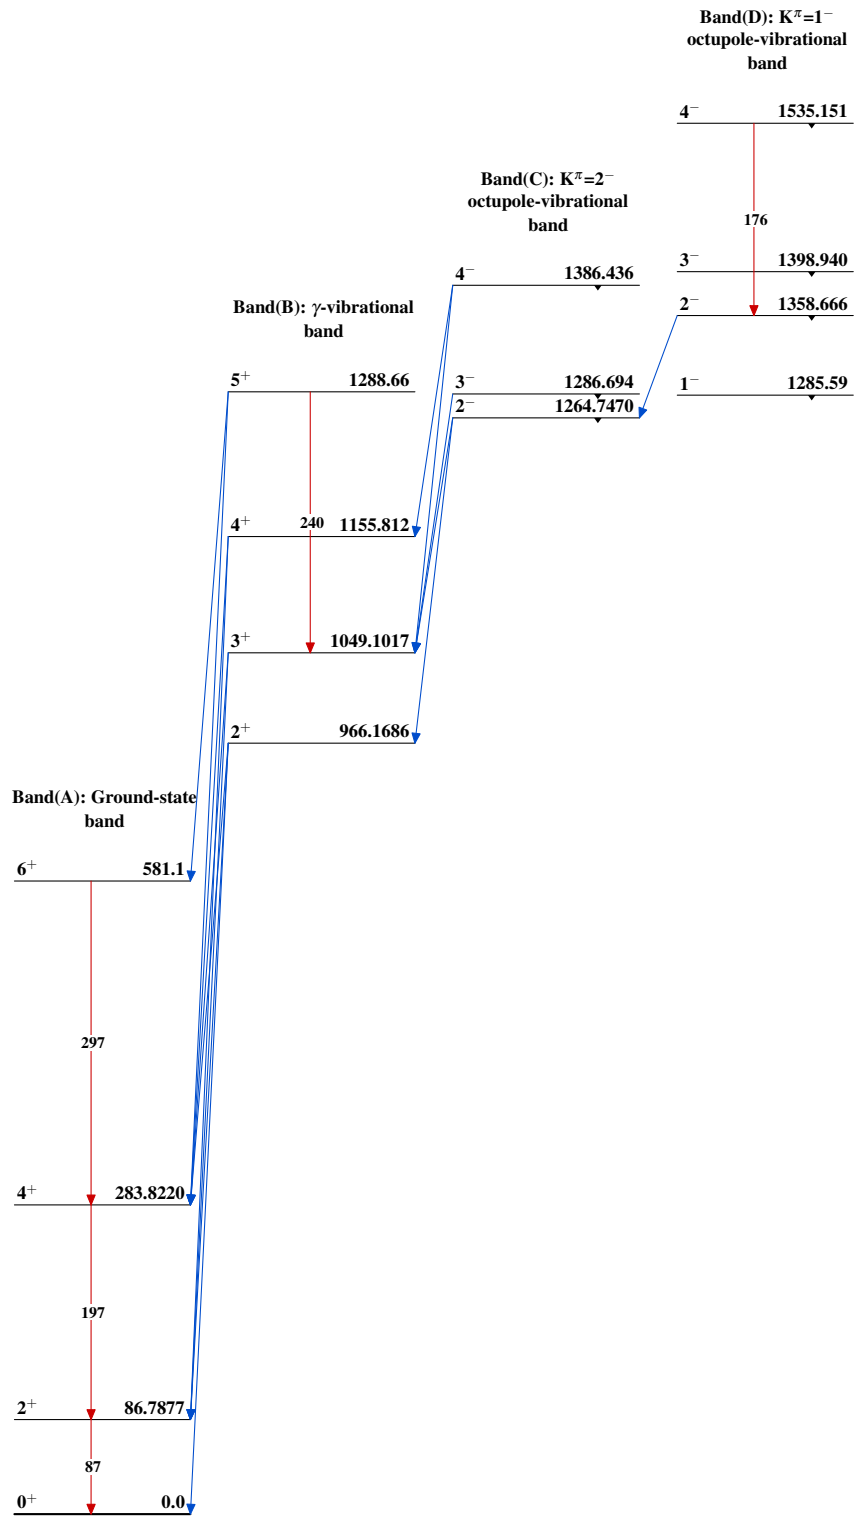 Band(D): Kπ=1−
octupole-vibrational
band
4− 1535.151
176
3− 1398.940
2− 1358.666
1− 1285.59
Band(C): Kπ=2−
octupole-vibrational
band
4− 1386.436
3− 1286.694
2− 1264.7470
Band(B): γ-vibrational
band
5+ 1288.66
240
4+ 1155.812
3+ 1049.1017
2+ 966.1686
Band(A): Ground-state
band
6+ 581.1
297
4+ 283.8220
197
2+ 86.7877
87
0+ 0.0